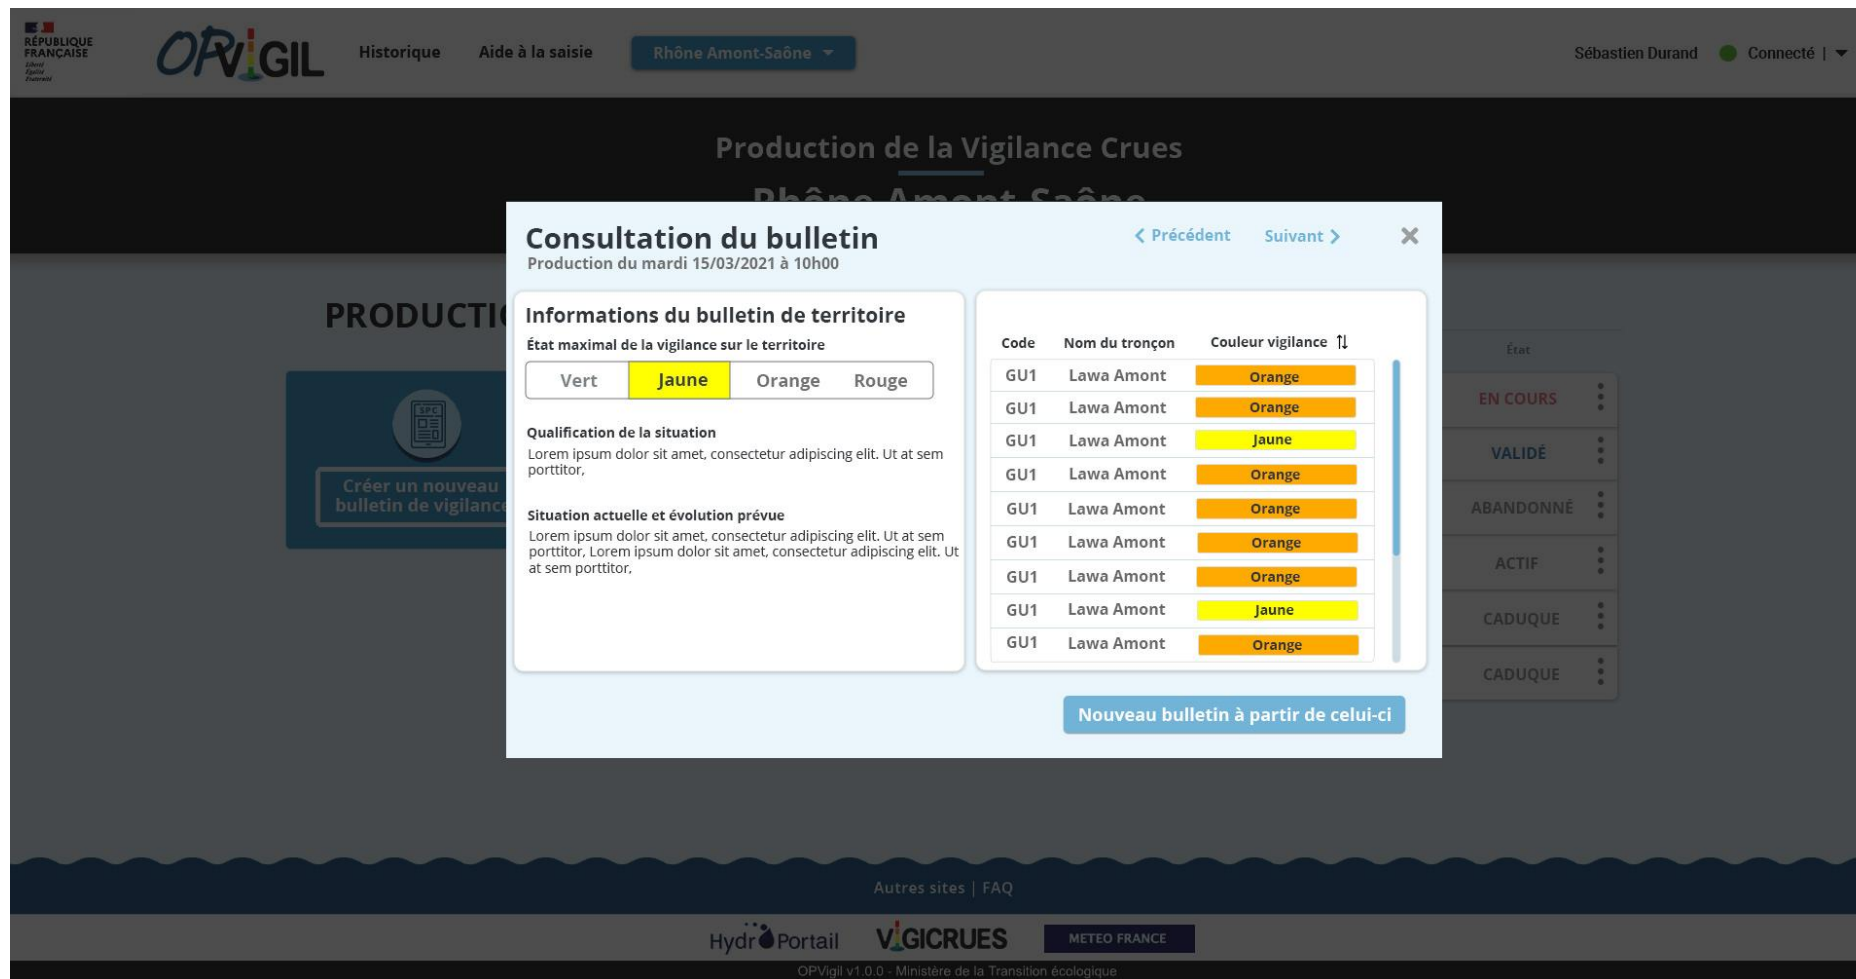 RÉPUBLIQUE
FRANÇAISE
Liberté
Égalité
Fraternité
OPViGIL
Historique
Aide à la saisie
Rhône Amont-Saône
Sébastien Durand
Connecté |
Production de la Vigilance Crues
Rhône Amont-Saône
PRODUCTI
SPC
Créer un nouveau
bulletin de vigilance
Consultation du bulletin
Production du mardi 15/03/2021 à 10h00
Précédent
Suivant
Informations du bulletin de territoire
État maximal de la vigilance sur le territoire
Vert Jaune Orange Rouge
Qualification de la situation
Lorem ipsum dolor sit amet, consectetur adipiscing elit. Ut at sem
porttitor,
Situation actuelle et évolution prévue
Lorem ipsum dolor sit amet, consectetur adipiscing elit. Ut at sem
porttitor, Lorem ipsum dolor sit amet, consectetur adipiscing elit. Ut
at sem porttitor,
Code Nom du tronçon Couleur vigilance
GU1 Lawa Amont Orange
GU1 Lawa Amont Orange
GU1 Lawa Amont Jaune
GU1 Lawa Amont Orange
GU1 Lawa Amont Orange
GU1 Lawa Amont Orange
GU1 Lawa Amont Orange
GU1 Lawa Amont Jaune
GU1 Lawa Amont Orange
Nouveau bulletin à partir de celui-ci
État
EN COURS
VALIDÉ
ABANDONNÉ
ACTIF
CADUQUE
CADUQUE
Autres sites | FAQ
HydroPortail
ViGICRUES
METEO FRANCE
OPVigil v1.0.0 - Ministère de la Transition écologique